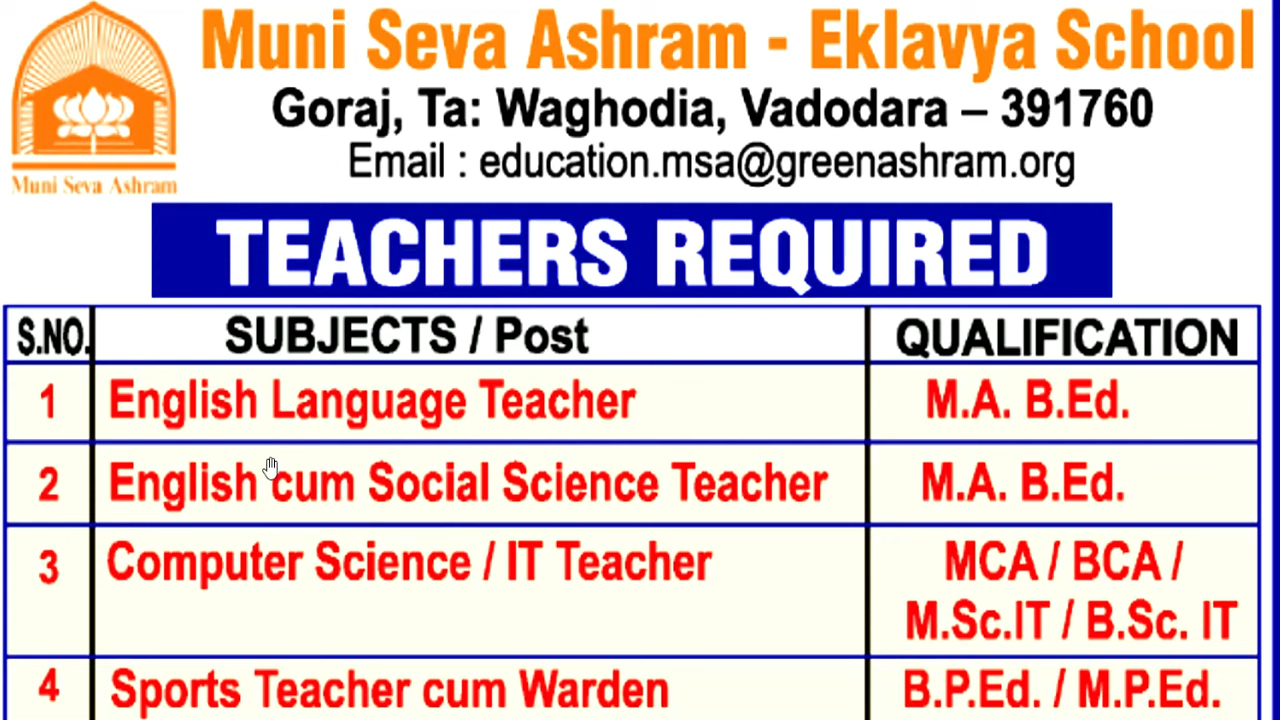 Muni Seva Ashram - Eklavya School
Goraj, Ta: Waghodia, Vadodara – 391760
Email : education.msa@greenashram.org
Muni Seva Ashram
TEACHERS REQUIRED
S.NO. SUBJECTS / Post QUALIFICATION
1 English Language Teacher M.A. B.Ed.
2 English cum Social Science Teacher M.A. B.Ed.
3 Computer Science / IT Teacher MCA / BCA /
M.Sc.IT / B.Sc. IT
4 Sports Teacher cum Warden B.P.Ed. / M.P.Ed.